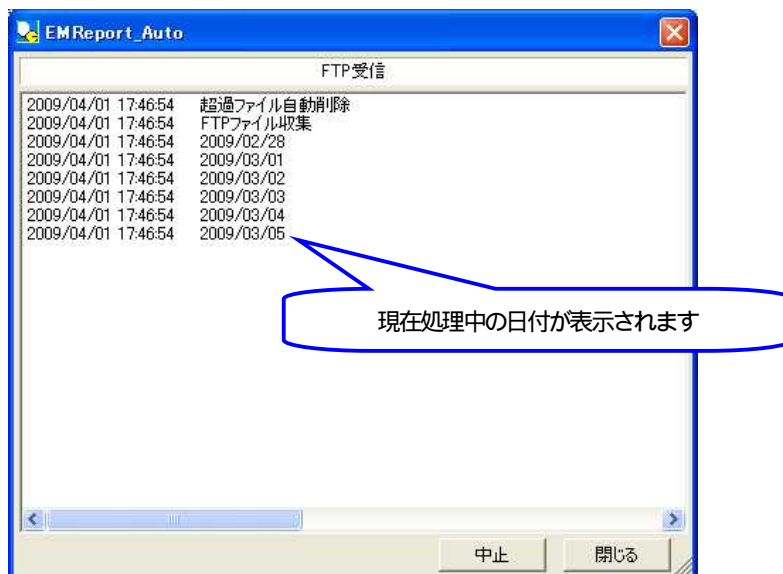 EMReport_Auto
FTP受信
2009/04/01 17:46:54 超過ファイル自動削除
2009/04/01 17:46:54 FTPファイル収集
2009/04/01 17:46:54 2009/02/28
2009/04/01 17:46:54 2009/03/01
2009/04/01 17:46:54 2009/03/02
2009/04/01 17:46:54 2009/03/03
2009/04/01 17:46:54 2009/03/04
2009/04/01 17:46:54 2009/03/05
現在処理中の日付が表示されます
中止 閉じる